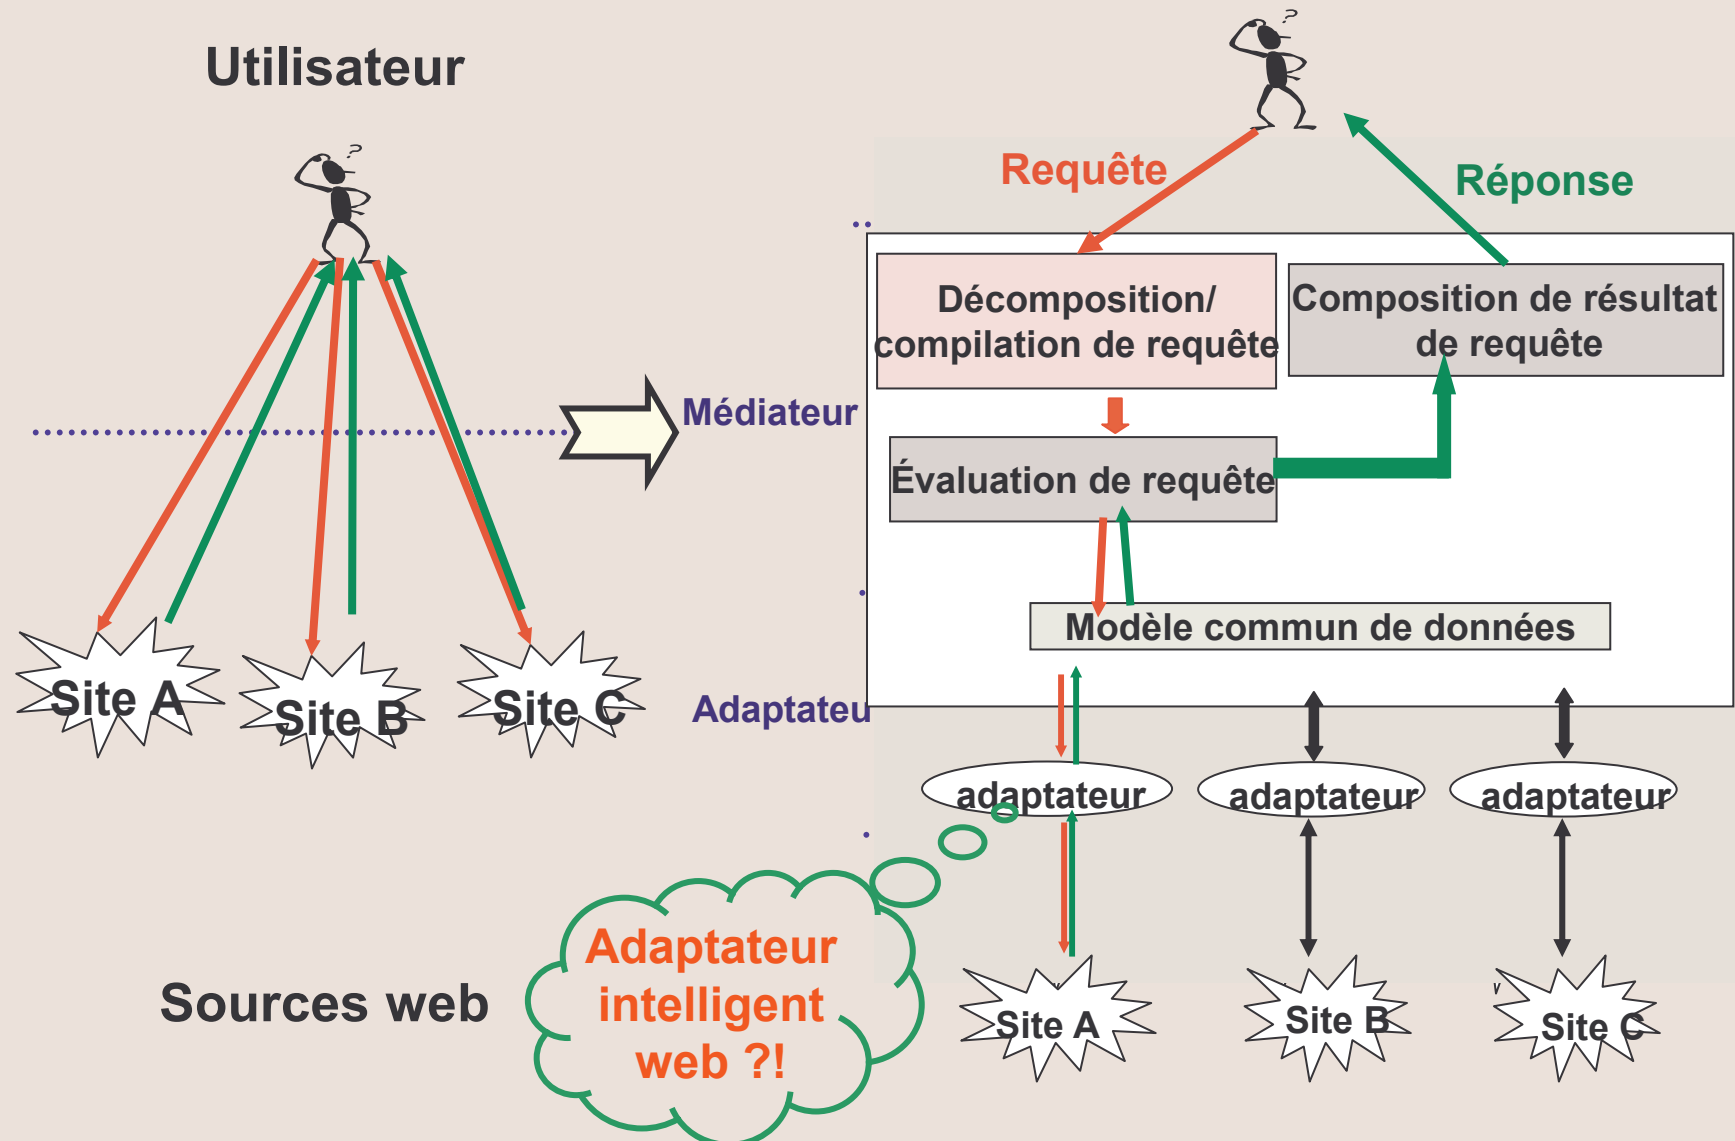 Utilisateur
?
?
Requête
Réponse
Décomposition/
compilation de requête
Composition de résultat
de requête
Médiateur
Évaluation de requête
Modèle commun de données
Site A
Site B
Site C
Adaptateu
adaptateur
adaptateur
adaptateur
Adaptateur
intelligent
web ?!
Sources web
Site A
Site B
Site C